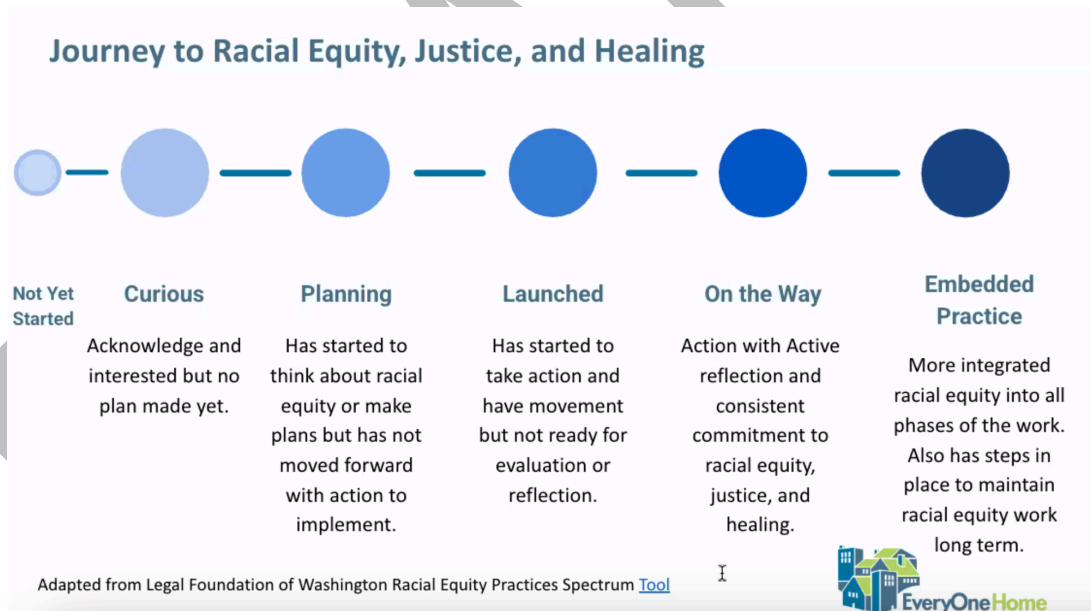 Journey to Racial Equity, Justice, and Healing
Not Yet
Started
Curious
Acknowledge and
interested but no
plan made yet.
Planning
Has started to
think about racial
equity or make
plans but has not
moved forward
with action to
implement.
Launched
Has started to
take action and
have movement
but not ready for
evaluation or
reflection.
On the Way
Action with Active
reflection and
consistent
commitment to
racial equity,
justice, and
healing.
Embedded
Practice
More integrated
racial equity into all
phases of the work.
Also has steps in
place to maintain
racial equity work
long term.
Adapted from Legal Foundation of Washington Racial Equity Practices Spectrum Tool
EveryOneHome